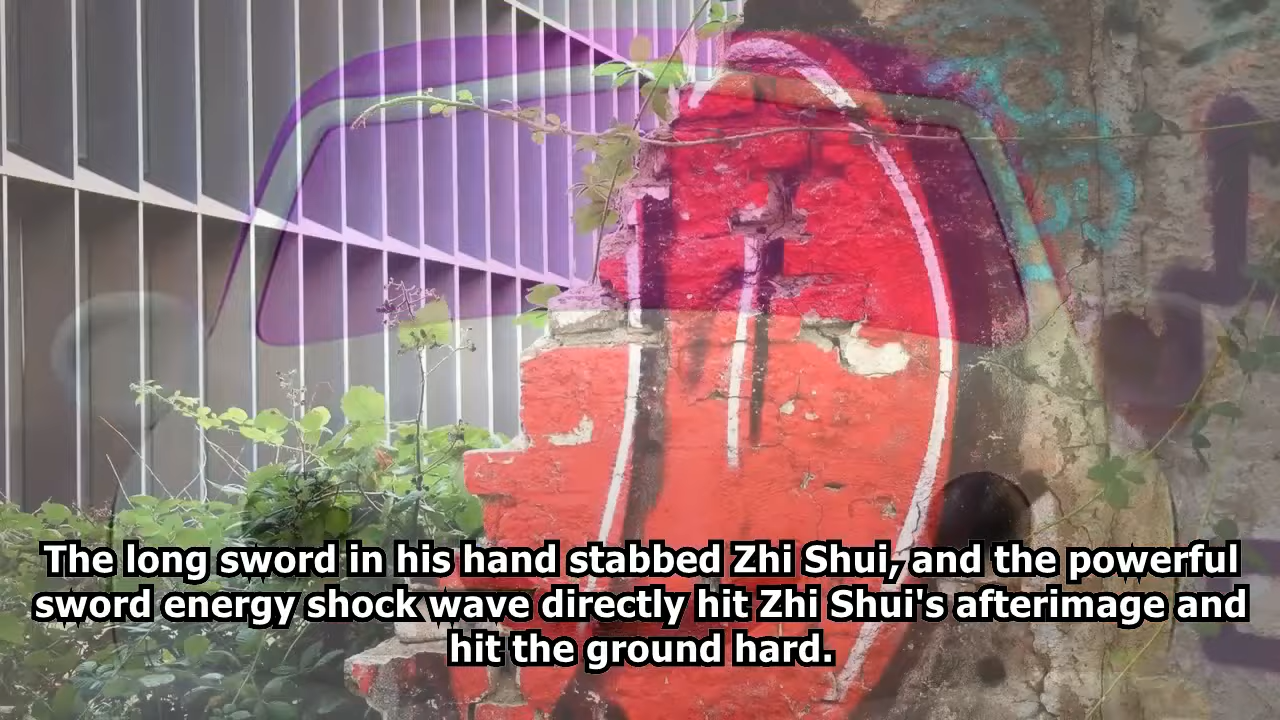 The long sword in his hand stabbed Zhi Shui, and the powerful
sword energy shock wave directly hit Zhi Shui's afterimage and
hit the ground hard.